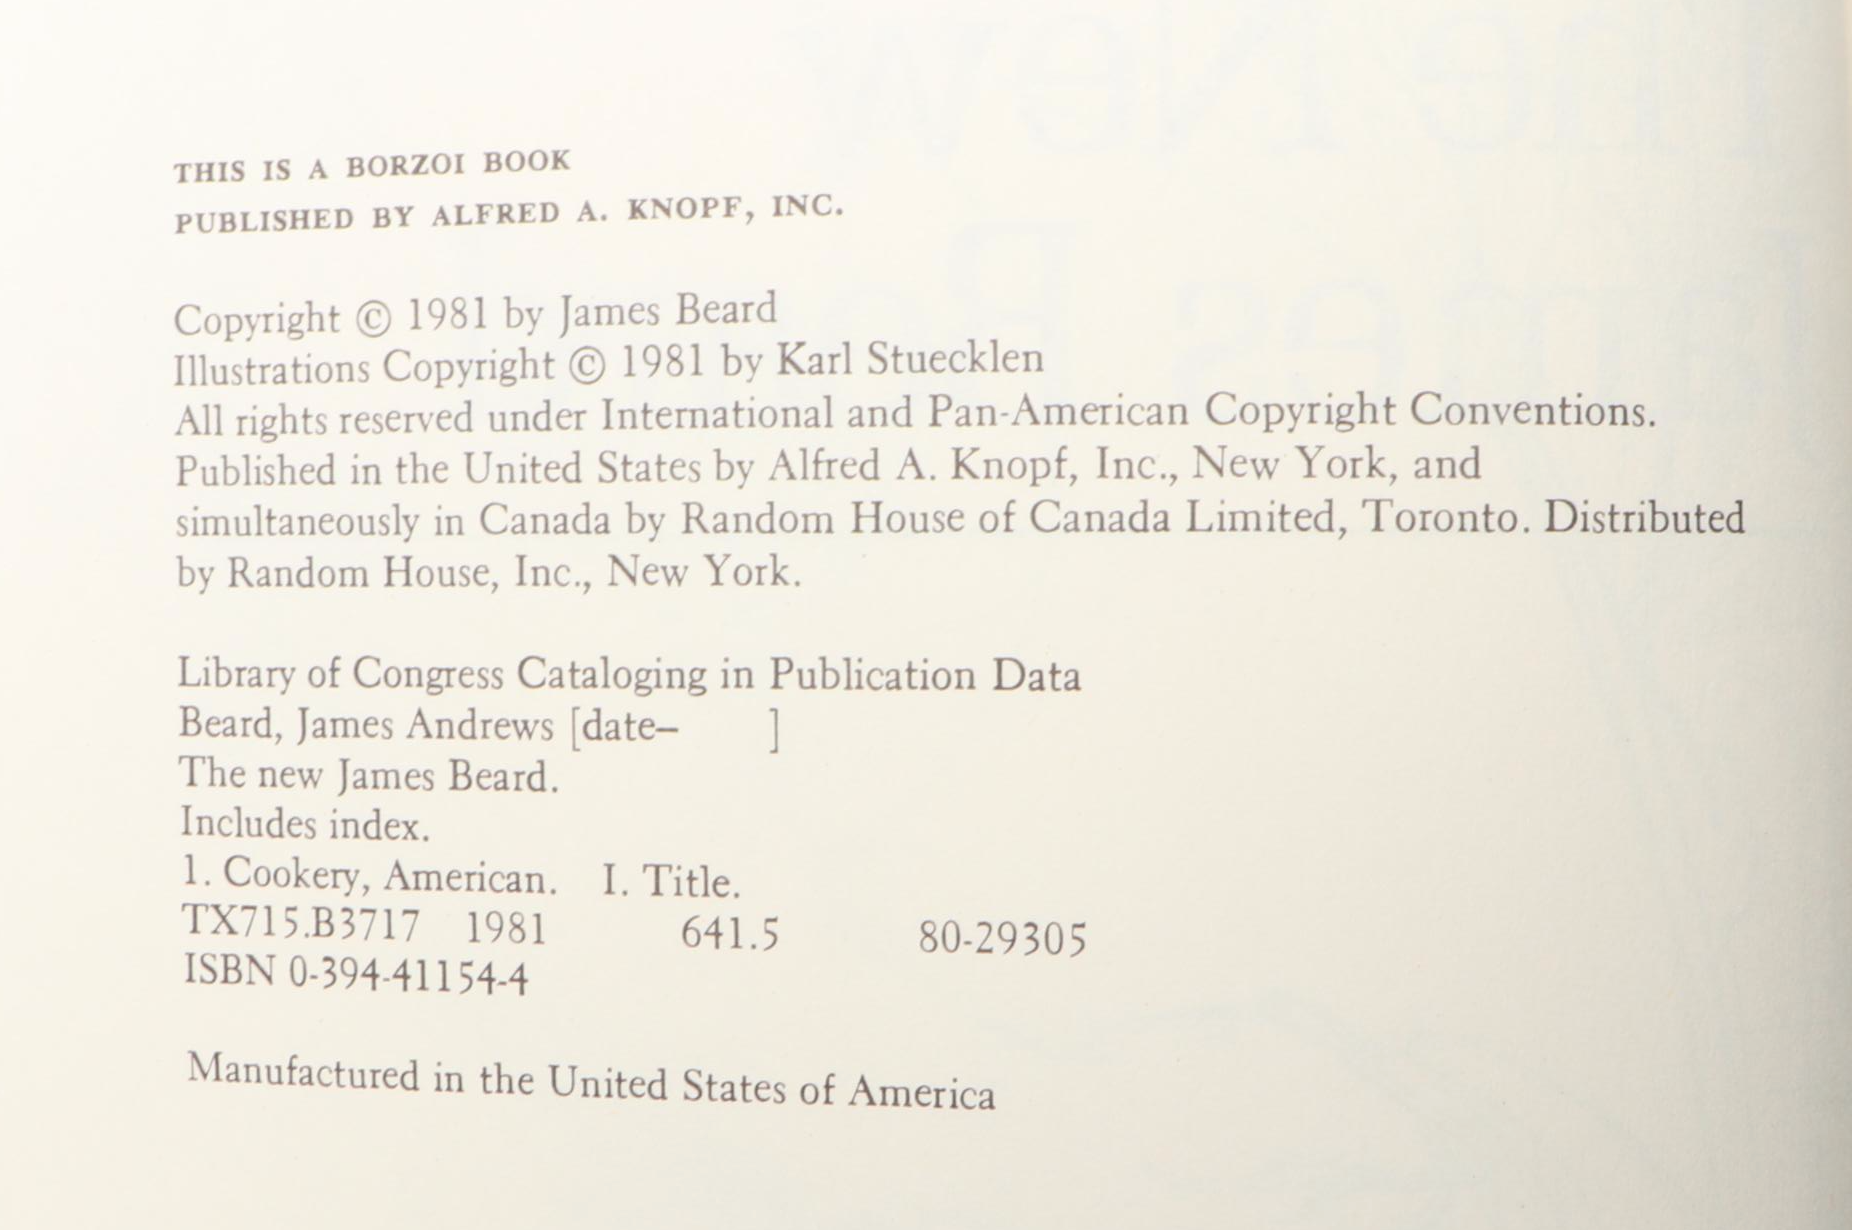 THIS IS A BORZOI BOOK
PUBLISHED BY ALFRED A. KNOPF, INC.
Copyright © 1981 by James Beard
Illustrations Copyright © 1981 by Karl Stuecklen
All rights reserved under International and Pan-American Copyright Conventions.
Published in the United States by Alfred A. Knopf, Inc., New York, and
simultaneously in Canada by Random House of Canada Limited, Toronto. Distributed
by Random House, Inc., New York.
Library of Congress Cataloging in Publication Data
Beard, James Andrews [date– ]
The new James Beard.
Includes index.
1. Cookery, American. I. Title.
TX715.B3717 1981 641.5 80-29305
ISBN 0-394-41154-4
Manufactured in the United States of America